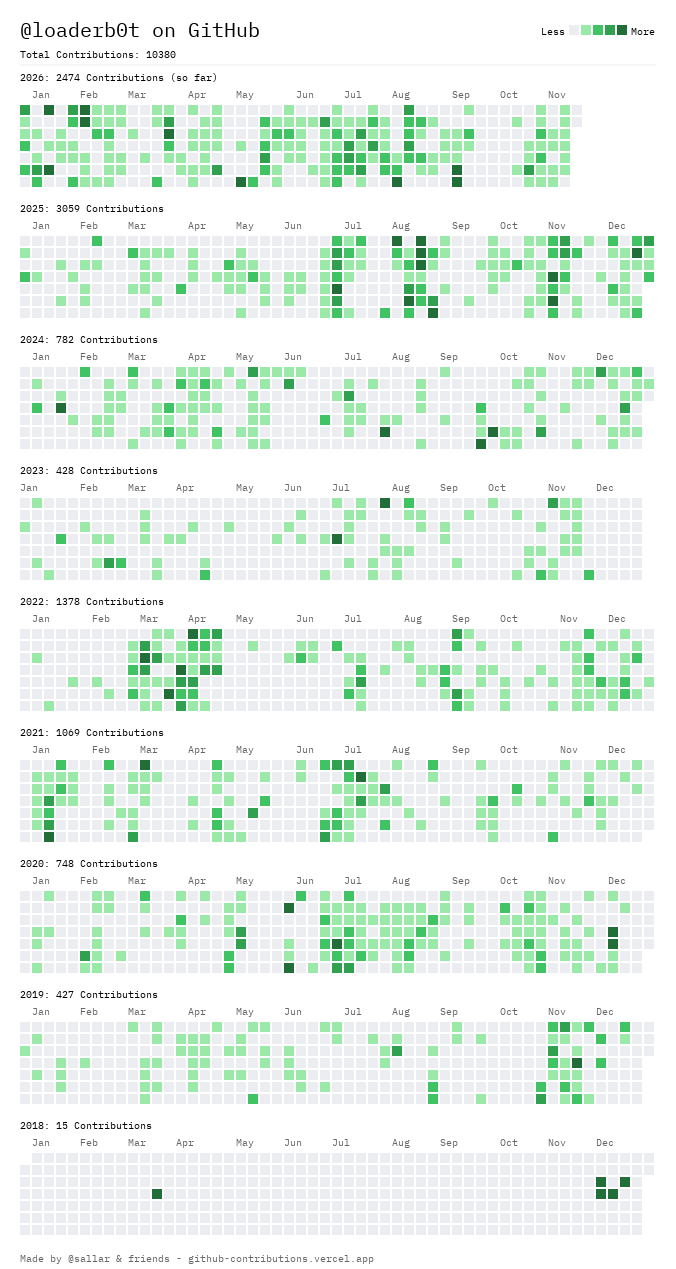 @loaderb0t on GitHub
Less More
Total Contributions: 10380
2026: 2474 Contributions (so far)
Jan Feb Mar Apr May Jun Jul Aug Sep Oct Nov
2025: 3059 Contributions
Jan Feb Mar Apr May Jun Jul Aug Sep Oct Nov Dec
2024: 782 Contributions
Jan Feb Mar Apr May Jun Jul Aug Sep Oct Nov Dec
2023: 428 Contributions
Jan Feb Mar Apr May Jun Jul Aug Sep Oct Nov Dec
2022: 1378 Contributions
Jan Feb Mar Apr May Jun Jul Aug Sep Oct Nov Dec
2021: 1069 Contributions
Jan Feb Mar Apr May Jun Jul Aug Sep Oct Nov Dec
2020: 748 Contributions
Jan Feb Mar Apr May Jun Jul Aug Sep Oct Nov Dec
2019: 427 Contributions
Jan Feb Mar Apr May Jun Jul Aug Sep Oct Nov Dec
2018: 15 Contributions
Jan Feb Mar Apr May Jun Jul Aug Sep Oct Nov Dec
Made by @sallar & friends - github-contributions.vercel.app